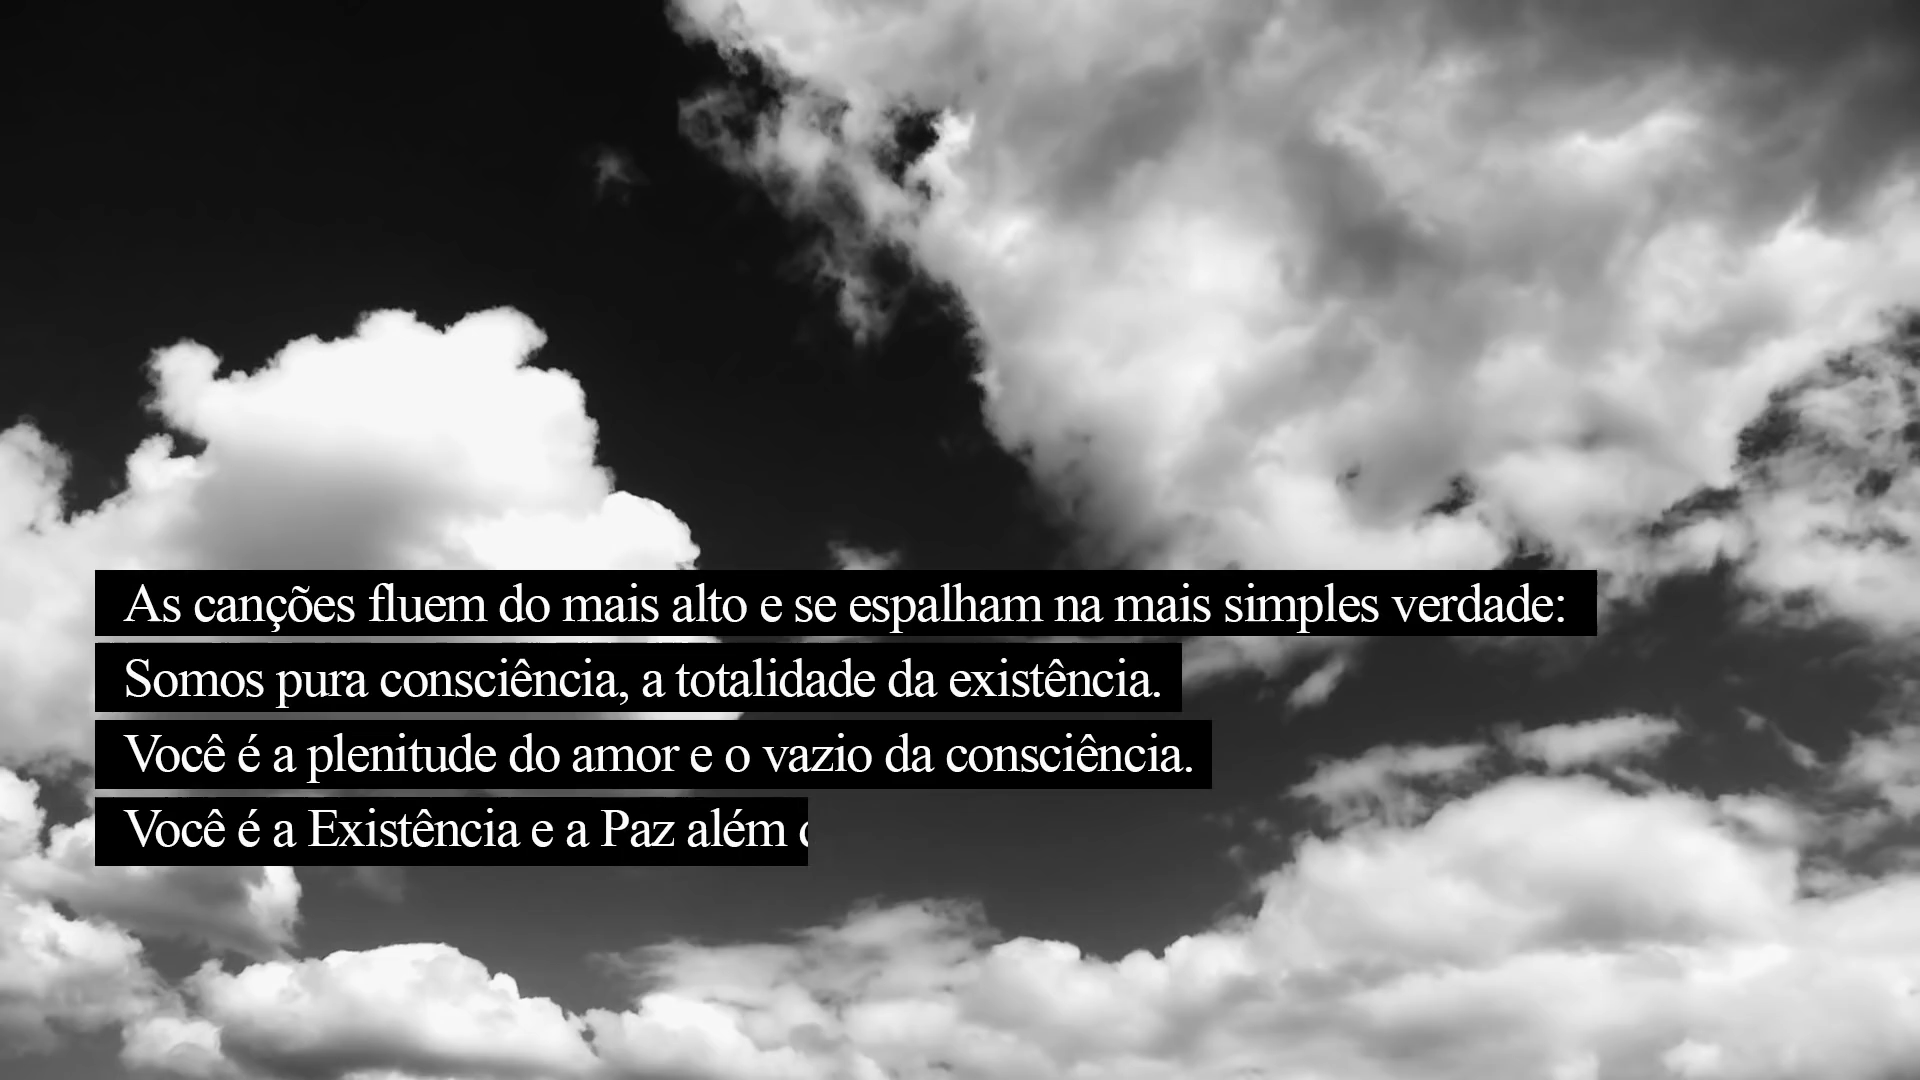 As canções fluem do mais alto e se espalham na mais simples verdade:
Somos pura consciência, a totalidade da existência.
Você é a plenitude do amor e o vazio da consciência.
Você é a Existência e a Paz além